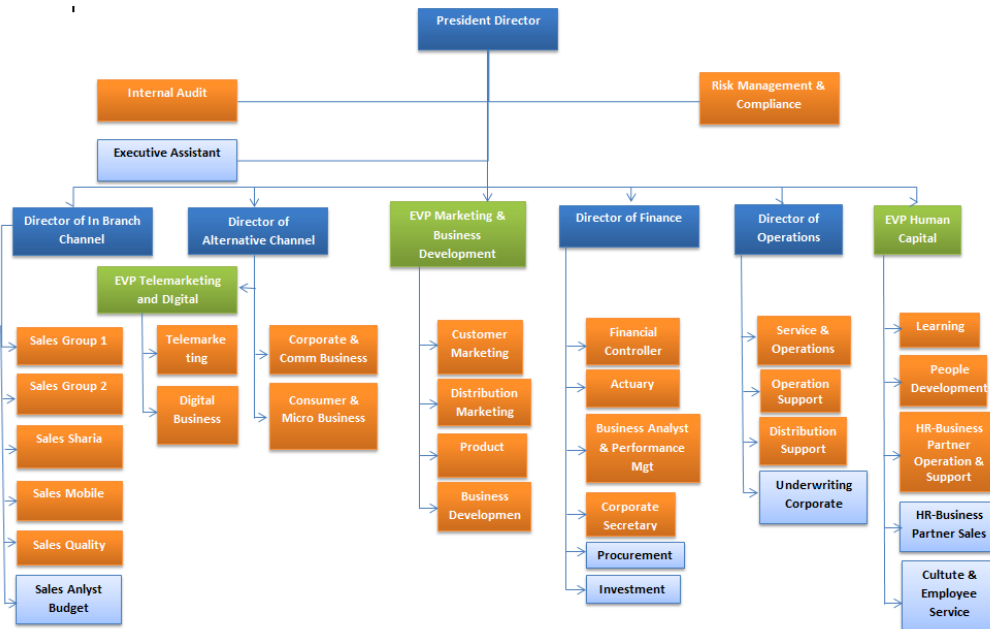 President Director
Internal Audit
Risk Management &
Compliance
Executive Assistant
Director of In Branch
Channel
Director of
Alternative Channel
EVP Marketing &
Business
Development
Director of Finance
Director of
Operations
EVP Human
Capital
EVP Telemarketing
and DIgital
Sales Group 1
Sales Group 2
Sales Sharia
Sales Mobile
Sales Quality
Sales Anlyst
Budget
Telemarke
ting
Digital
Business
Corporate &
Comm Business
Consumer &
Micro Business
Customer
Marketing
Distribution
Marketing
Product
Business
Developmen
Financial
Controller
Actuary
Business Analyst
& Performance
Mgt
Corporate
Secretary
Procurement
Investment
Service &
Operations
Operation
Support
Distribution
Support
Underwriting
Corporate
Learning
People
Development
HR-Business
Partner
Operation &
Support
HR-Business
Partner Sales
Cultute &
Employee
Service